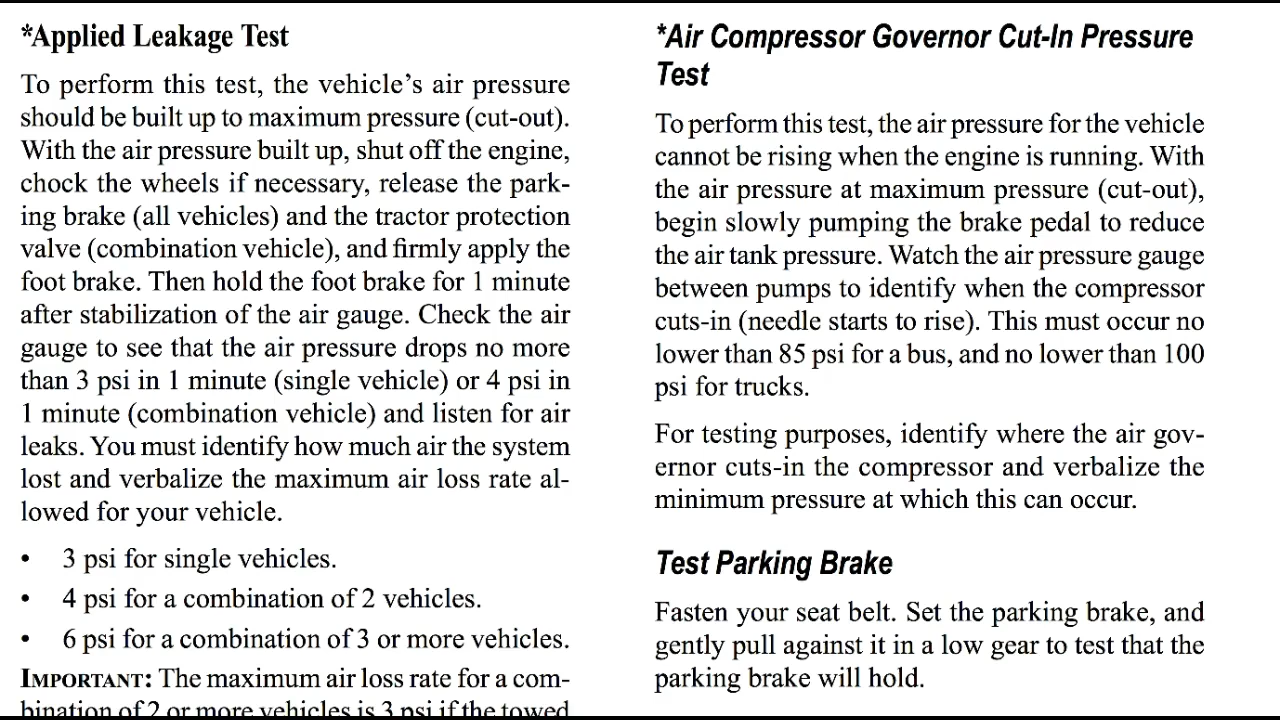 *Applied Leakage Test
To perform this test, the vehicle's air pressure
should be built up to maximum pressure (cut-out).
With the air pressure built up, shut off the engine,
chock the wheels if necessary, release the park-
ing brake (all vehicles) and the tractor protection
valve (combination vehicle), and firmly apply the
foot brake. Then hold the foot brake for 1 minute
after stabilization of the air gauge. Check the air
gauge to see that the air pressure drops no more
than 3 psi in 1 minute (single vehicle) or 4 psi in
1 minute (combination vehicle) and listen for air
leaks. You must identify how much air the system
lost and verbalize the maximum air loss rate al-
lowed for your vehicle.
• 3 psi for single vehicles.
• 4 psi for a combination of 2 vehicles.
• 6 psi for a combination of 3 or more vehicles.
IMPORTANT: The maximum air loss rate for a com-
bination of 2 or more vehicles is 3 psi if the towed
*Air Compressor Governor Cut-In Pressure
Test
To perform this test, the air pressure for the vehicle
cannot be rising when the engine is running. With
the air pressure at maximum pressure (cut-out),
begin slowly pumping the brake pedal to reduce
the air tank pressure. Watch the air pressure gauge
between pumps to identify when the compressor
cuts-in (needle starts to rise). This must occur no
lower than 85 psi for a bus, and no lower than 100
psi for trucks.
For testing purposes, identify where the air gov-
ernor cuts-in the compressor and verbalize the
minimum pressure at which this can occur.
Test Parking Brake
Fasten your seat belt. Set the parking brake, and
gently pull against it in a low gear to test that the
parking brake will hold.